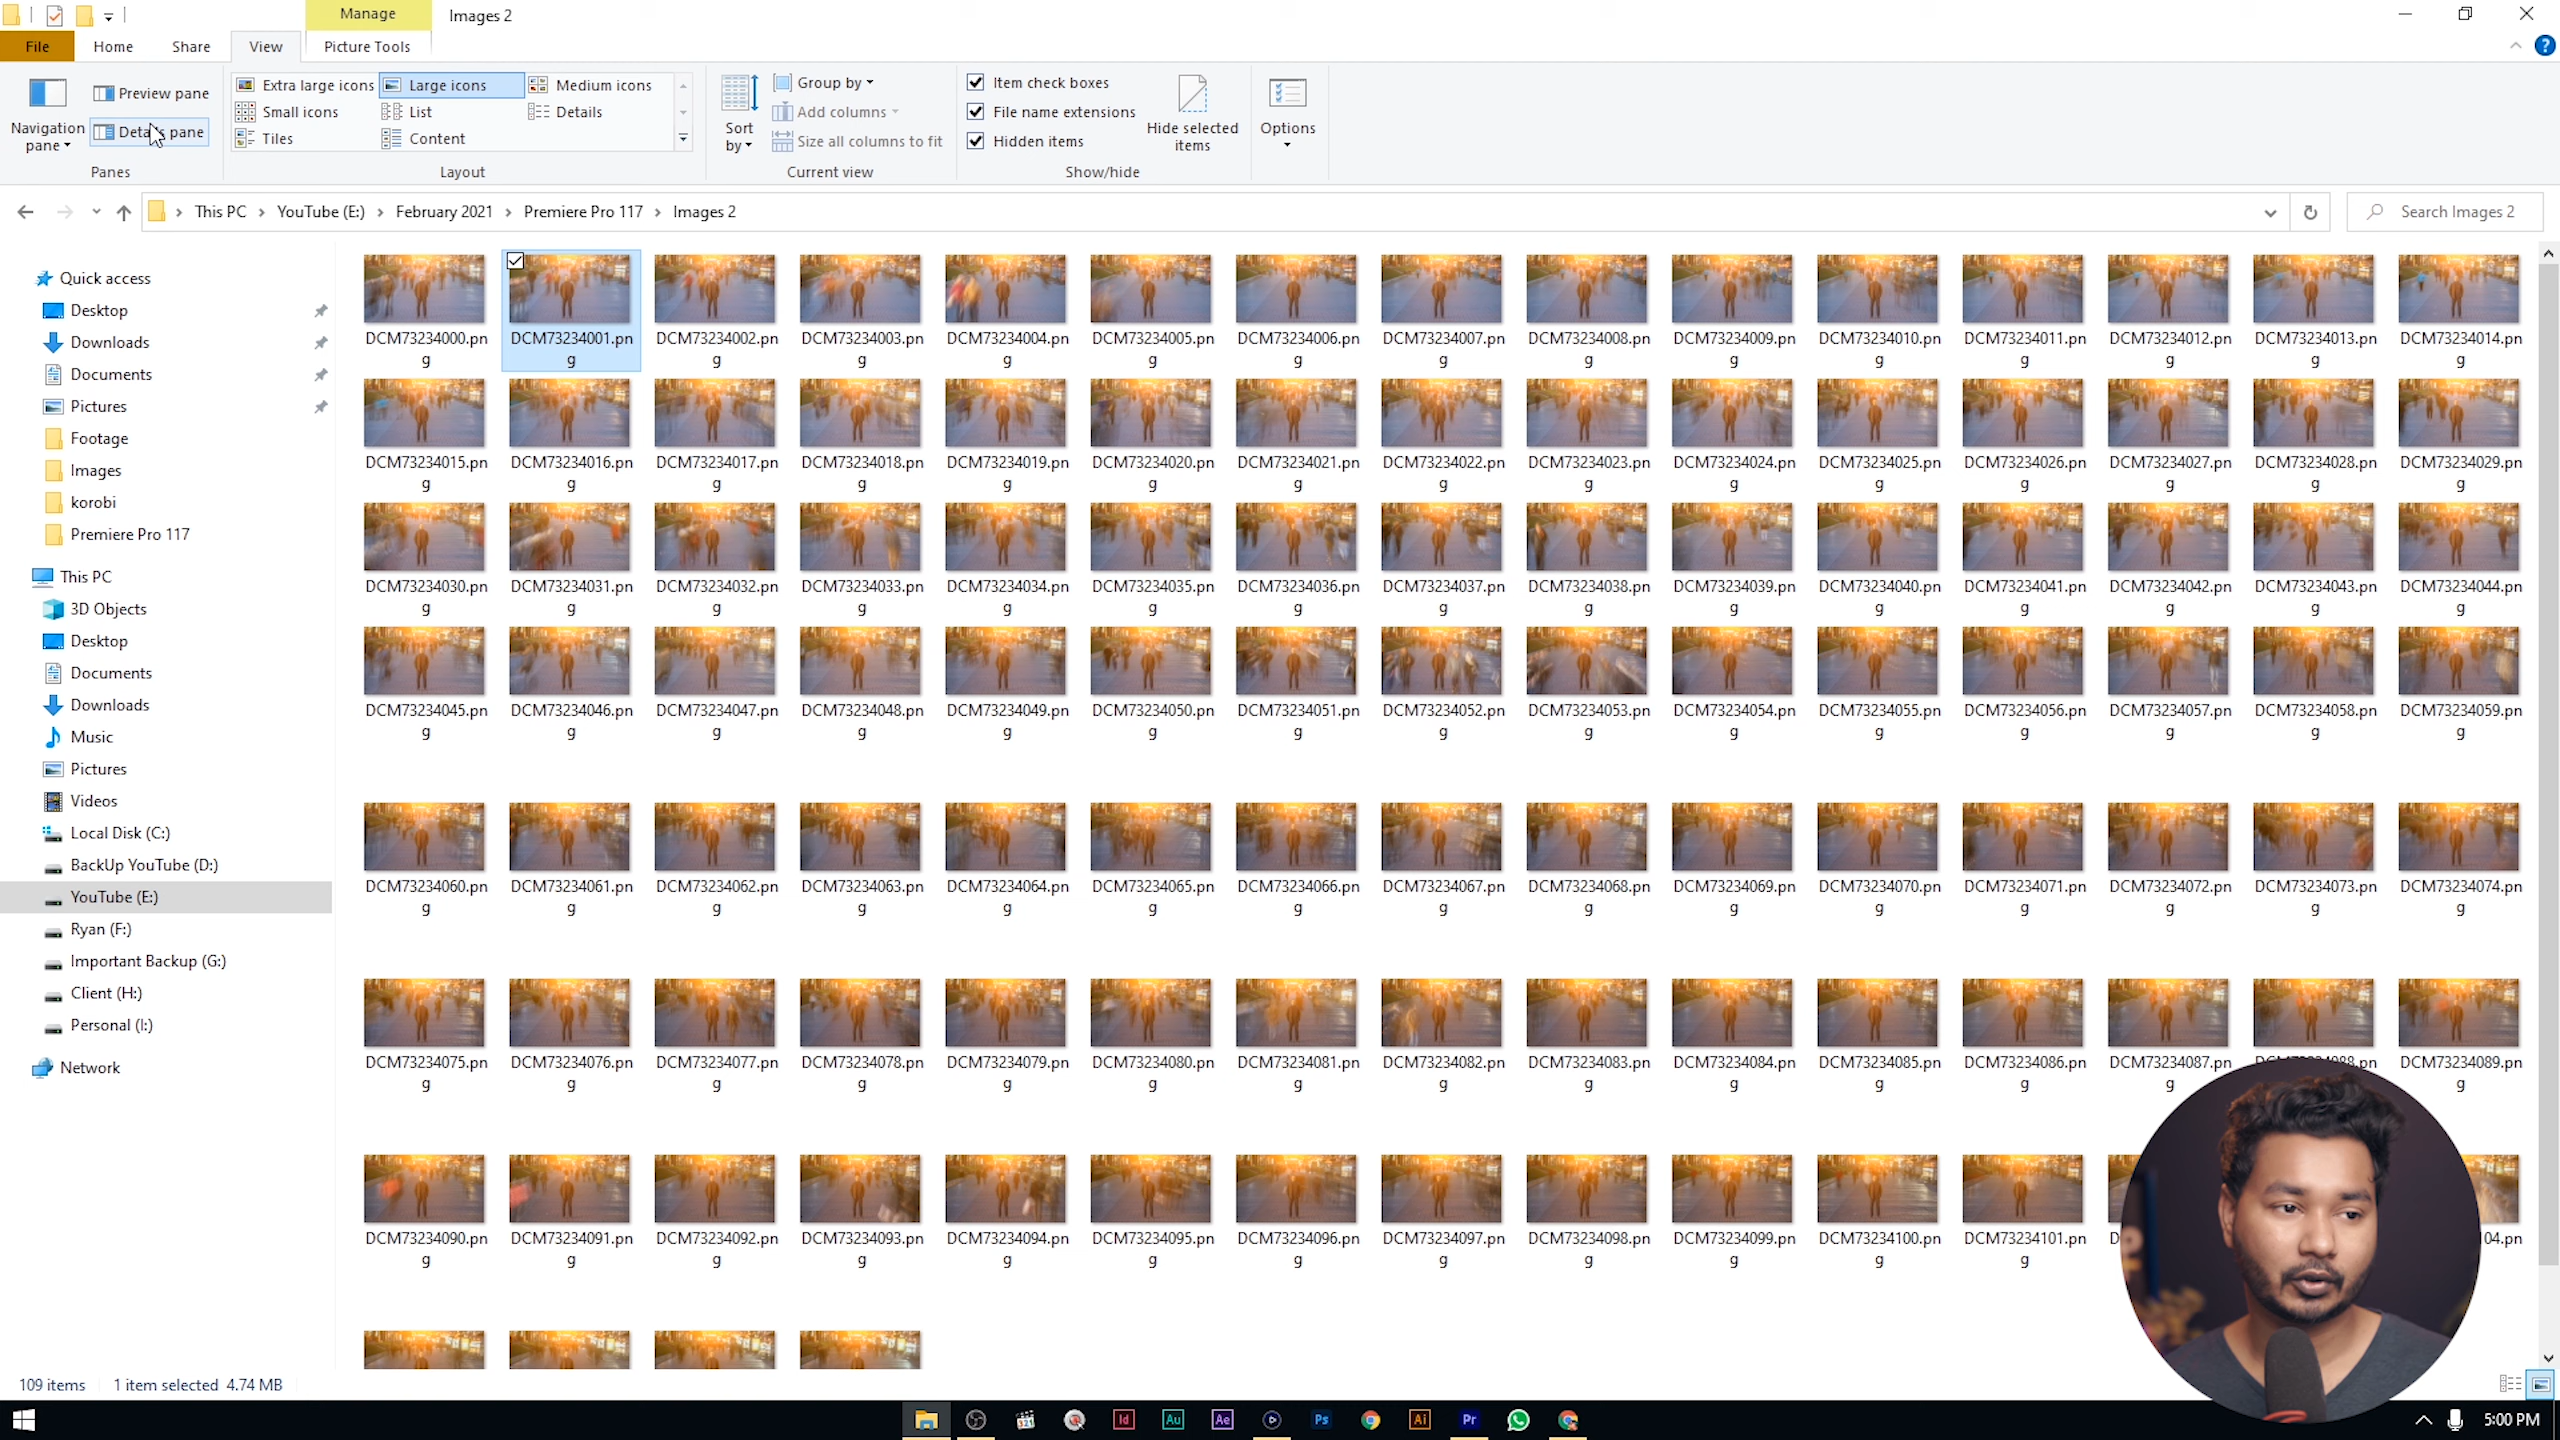 Manage
Images 2
File
Home
Share
View
Picture Tools
Navigation pane
Preview pane
Details pane
Panes
Extra large icons
Large icons
Medium icons
Small icons
List
Details
Tiles
Content
Layout
Sort by
Group by
Add columns
Size all columns to fit
Current view
Item check boxes
File name extensions
Hidden items
Hide selected items
Show/hide
Options
This PC › YouTube (E:) › February 2021 › Premiere Pro 117 › Images 2
Search Images 2
Quick access
Desktop
Downloads
Documents
Pictures
Footage
Images
korobi
Premiere Pro 117
This PC
3D Objects
Desktop
Documents
Downloads
Music
Pictures
Videos
Local Disk (C:)
BackUp YouTube (D:)
YouTube (E:)
Ryan (F:)
Important Backup (G:)
Client (H:)
Personal (I:)
Network
DCM73234000.png DCM73234001.png DCM73234002.png DCM73234003.png DCM73234004.png DCM73234005.png DCM73234006.png DCM73234007.png DCM73234008.png DCM73234009.png DCM73234010.png DCM73234011.png DCM73234012.png DCM73234013.png DCM73234014.png
DCM73234015.png DCM73234016.png DCM73234017.png DCM73234018.png DCM73234019.png DCM73234020.png DCM73234021.png DCM73234022.png DCM73234023.png DCM73234024.png DCM73234025.png DCM73234026.png DCM73234027.png DCM73234028.png DCM73234029.png
DCM73234030.png DCM73234031.png DCM73234032.png DCM73234033.png DCM73234034.png DCM73234035.png DCM73234036.png DCM73234037.png DCM73234038.png DCM73234039.png DCM73234040.png DCM73234041.png DCM73234042.png DCM73234043.png DCM73234044.png
DCM73234045.png DCM73234046.png DCM73234047.png DCM73234048.png DCM73234049.png DCM73234050.png DCM73234051.png DCM73234052.png DCM73234053.png DCM73234054.png DCM73234055.png DCM73234056.png DCM73234057.png DCM73234058.png DCM73234059.png
DCM73234060.png DCM73234061.png DCM73234062.png DCM73234063.png DCM73234064.png DCM73234065.png DCM73234066.png DCM73234067.png DCM73234068.png DCM73234069.png DCM73234070.png DCM73234071.png DCM73234072.png DCM73234073.png DCM73234074.png
DCM73234075.png DCM73234076.png DCM73234077.png DCM73234078.png DCM73234079.png DCM73234080.png DCM73234081.png DCM73234082.png DCM73234083.png DCM73234084.png DCM73234085.png DCM73234086.png DCM73234087.png DCM73234088.pn DCM73234089.png
DCM73234090.png DCM73234091.png DCM73234092.png DCM73234093.png DCM73234094.png DCM73234095.png DCM73234096.png DCM73234097.png DCM73234098.png DCM73234099.png DCM73234100.png DCM73234101.png 04.pn
109 items 1 item selected 4.74 MB
Id Au Ae Ps Ai Pr
5:00 PM